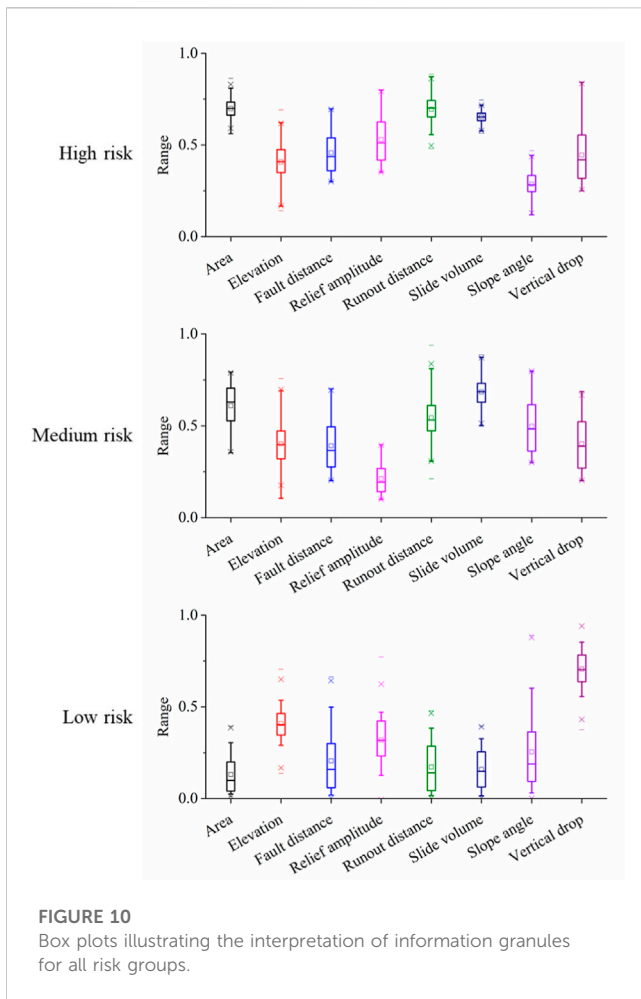 1.0
High risk
Range
0.5
0.0
Area
Elevation
Fault distance
Relief amplitude
Runout distance
Slide volume
Slope angle
Vertical drop
1.0
Medium risk
Range
0.5
0.0
Area
Elevation
Fault distance
Relief amplitude
Runout distance
Slide volume
Slope angle
Vertical drop
1.0
Low risk
Range
0.5
0.0
Area
Elevation
Fault distance
Relief amplitude
Runout distance
Slide volume
Slope angle
Vertical drop
FIGURE 10
Box plots illustrating the interpretation of information granules
for all risk groups.